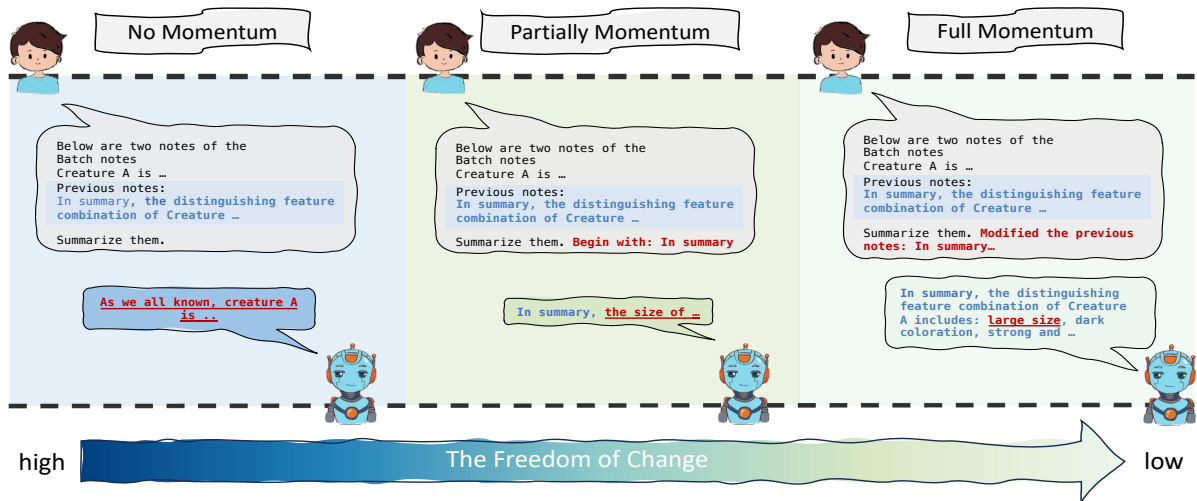 No Momentum
Below are two notes of the
Batch notes
Creature A is …
Previous notes:
In summary, the distinguishing feature
combination of Creature …
Summarize them.
As we all known, creature A
is ..
Partially Momentum
Below are two notes of the
Batch notes
Creature A is …
Previous notes:
In summary, the distinguishing feature
combination of Creature …
Summarize them. Begin with: In summary
In summary, the size of …
Full Momentum
Below are two notes of the
Batch notes
Creature A is …
Previous notes:
In summary, the distinguishing feature
combination of Creature …
Summarize them. Modified the previous
notes: In summary…
In summary, the distinguishing
feature combination of Creature
A includes: large size, dark
coloration, strong and …
high
The Freedom of Change
low